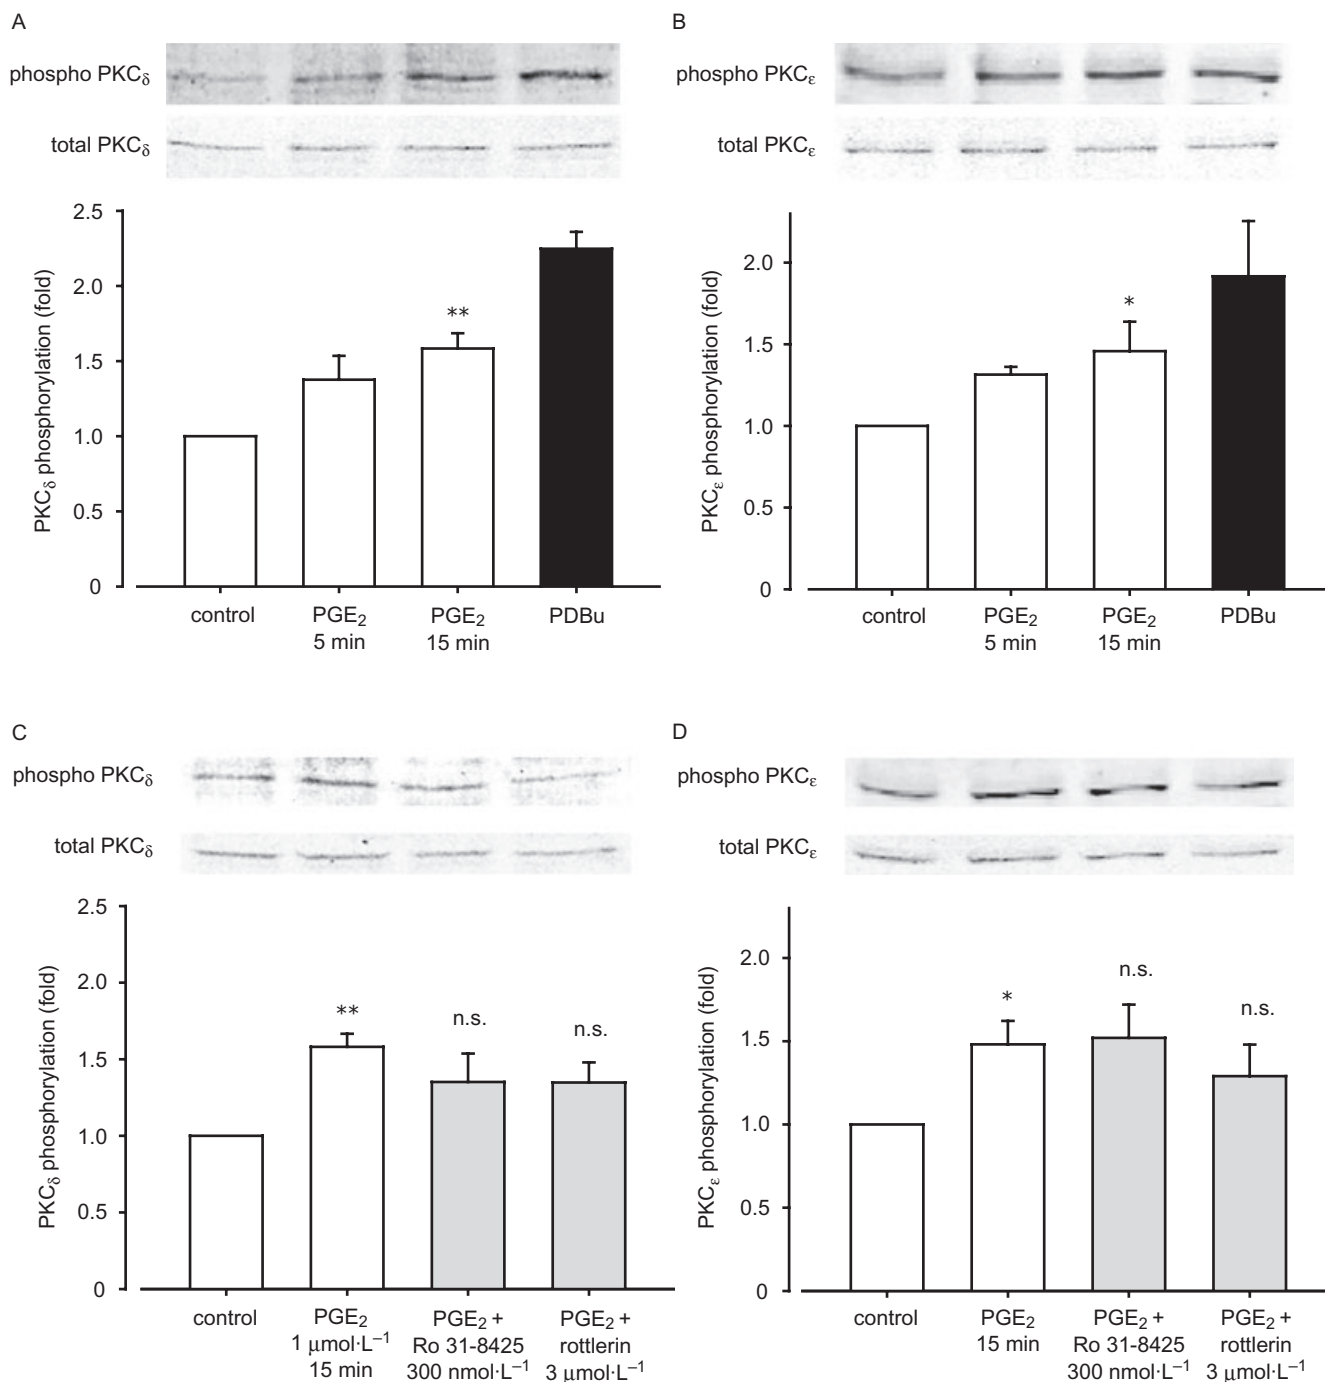 A
phospho PKCδ
total PKCδ
PKCδ phosphorylation (fold)
2.5
2.0
1.5
1.0
0.5
0
**
control
PGE₂
5 min
PGE₂
15 min
PDBu
B
phospho PKCε
total PKCε
PKCε phosphorylation (fold)
2.0
1.5
1.0
0.5
0
*
control
PGE₂
5 min
PGE₂
15 min
PDBu
C
phospho PKCδ
total PKCδ
PKCδ phosphorylation (fold)
2.5
2.0
1.5
1.0
0.5
0
**
n.s.
n.s.
control
PGE₂
1 μmol·L⁻¹
15 min
PGE₂ +
Ro 31-8425
300 nmol·L⁻¹
PGE₂ +
rottlerin
3 μmol·L⁻¹
D
phospho PKCε
total PKCε
PKCε phosphorylation (fold)
2.0
1.5
1.0
0.5
0
*
n.s.
n.s.
control
PGE₂
15 min
PGE₂ +
Ro 31-8425
300 nmol·L⁻¹
PGE₂ +
rottlerin
3 μmol·L⁻¹